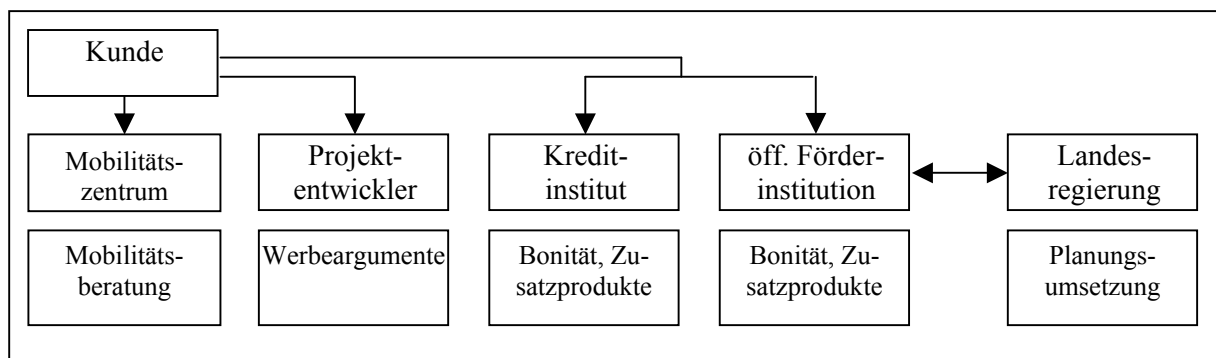 Kunde
Mobilitäts-
zentrum
Projekt-
entwickler
Kredit-
institut
öff. Förder-
institution
Landes-
regierung
Mobilitäts-
beratung
Werbeargumente
Bonität, Zu-
satzprodukte
Bonität, Zu-
satzprodukte
Planungs-
umsetzung